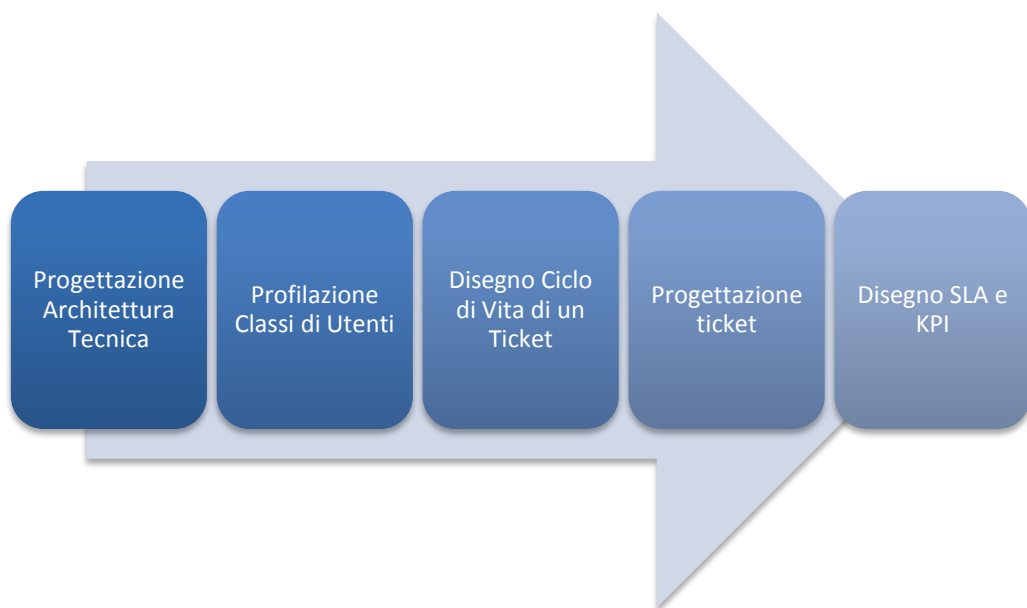 Progettazione
Architettura
Tecnica
Profilazione
Classi di Utenti
Disegno Ciclo
di Vita di un
Ticket
Progettazione
ticket
Disegno SLA e
KPI